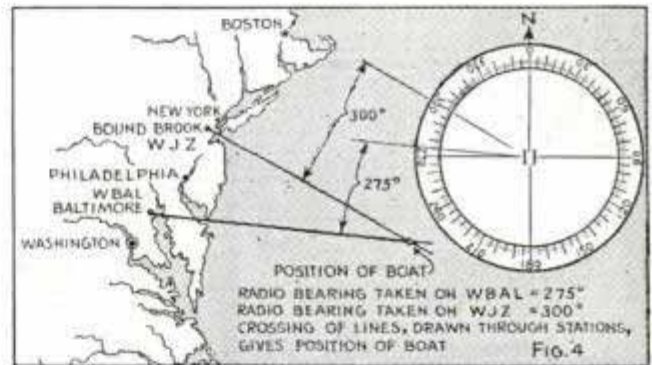 BOSTON
N
NEW YORK
BOUND BROOK
W J Z
300°
PHILADELPHIA
275°
WBAL
BALTIMORE
WASHINGTON
180
POSITION OF BOAT
RADIO BEARING TAKEN ON WBAL = 275°
RADIO BEARING TAKEN ON WJZ = 300°
CROSSING OF LINES, DRAWN THROUGH STATIONS,
GIVES POSITION OF BOAT
FIG. 4